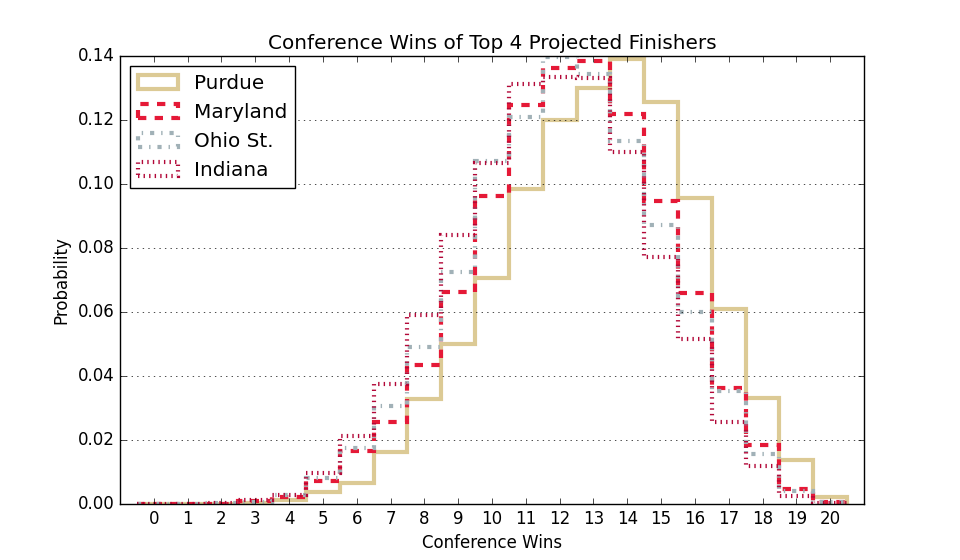 Conference Wins of Top 4 Projected Finishers
0.14
0.12
0.10
0.08
0.06
0.04
0.02
0.00
Probability
Purdue
Maryland
Ohio St.
Indiana
0 1 2 3 4 5 6 7 8 9 10 11 12 13 14 15 16 17 18 19 20
Conference Wins